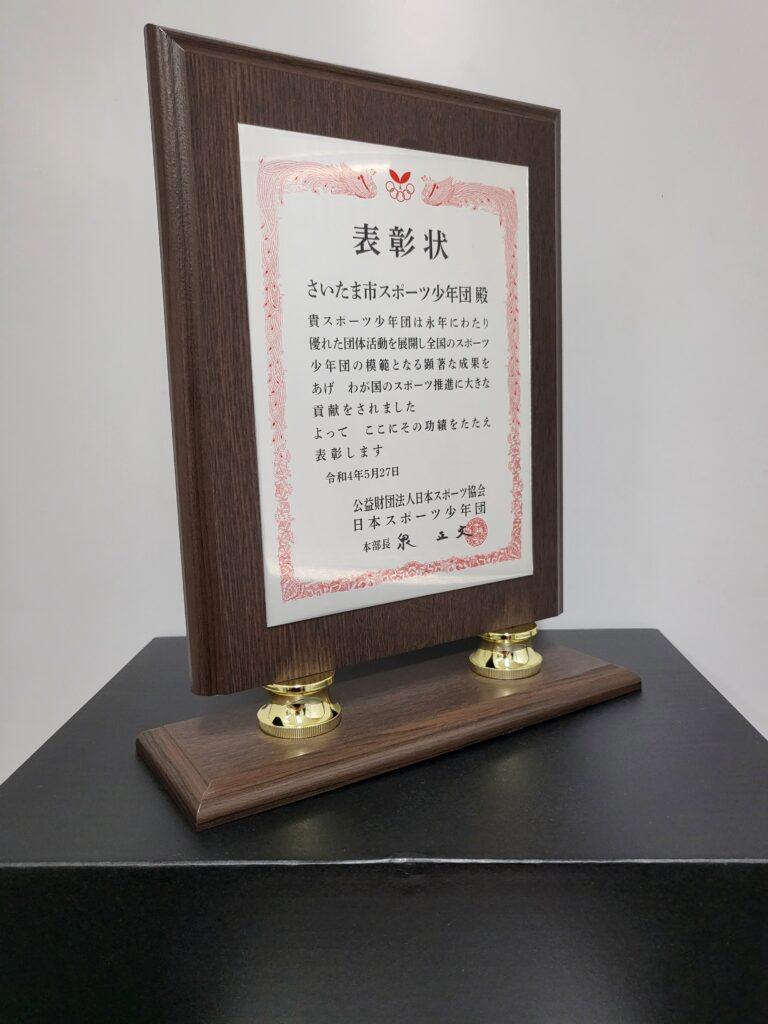 表彰状
さいたま市スポーツ少年団 殿
貴スポーツ少年団は永年にわたり
優れた団体活動を展開し全国のスポーツ
少年団の模範となる顕著な成果を
あげ　わが国のスポーツ推進に大きな
貢献をされました
よって　ここにその功績をたたえ
表彰します
令和4年5月27日
公益財団法人日本スポーツ協会
日本スポーツ少年団
本部長 泉 正文